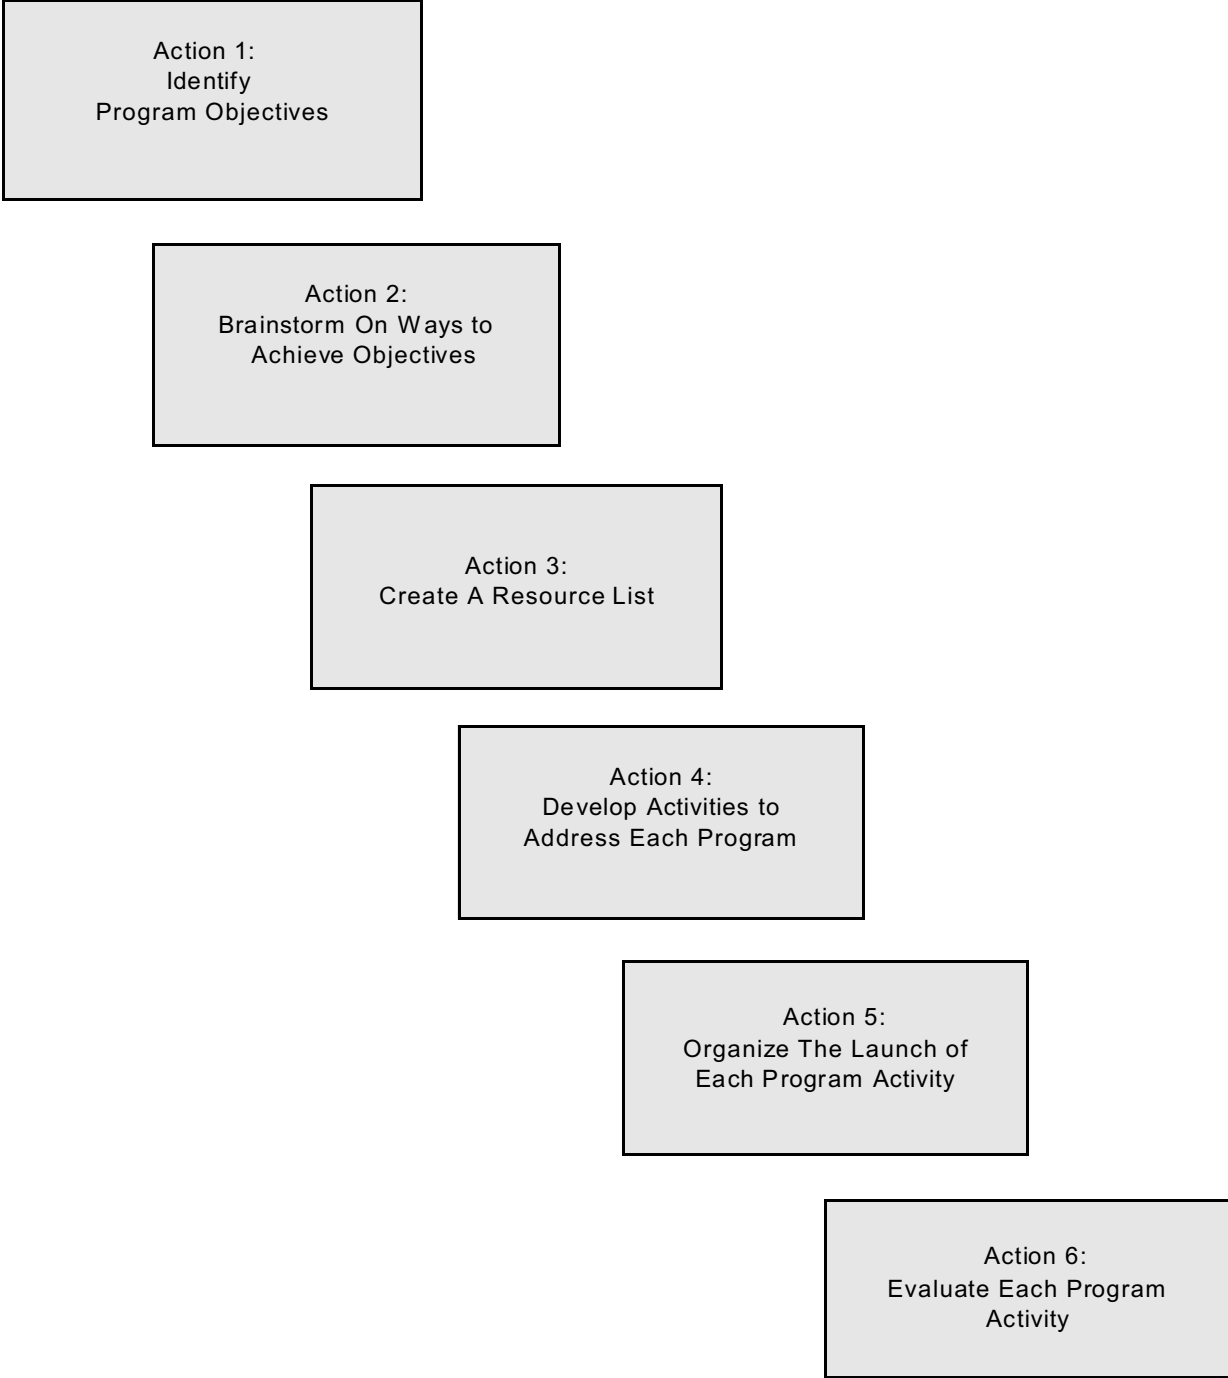 Action 1:
Identify
Program Objectives
Action 2:
Brainstorm On Ways to
Achieve Objectives
Action 3:
Create A Resource List
Action 4:
Develop Activities to
Address Each Program
Action 5:
Organize The Launch of
Each Program Activity
Action 6:
Evaluate Each Program
Activity